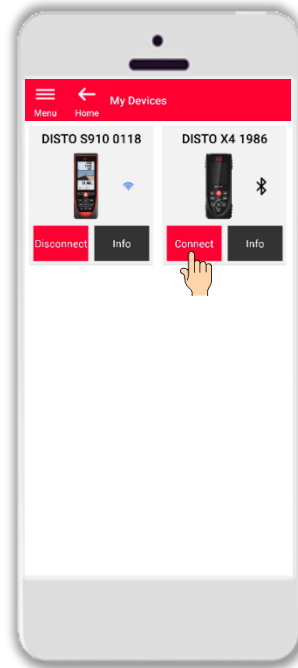 Menu Home My Devices
DISTO S910 0118
DISTO X4 1986
Disconnect Info
Connect Info